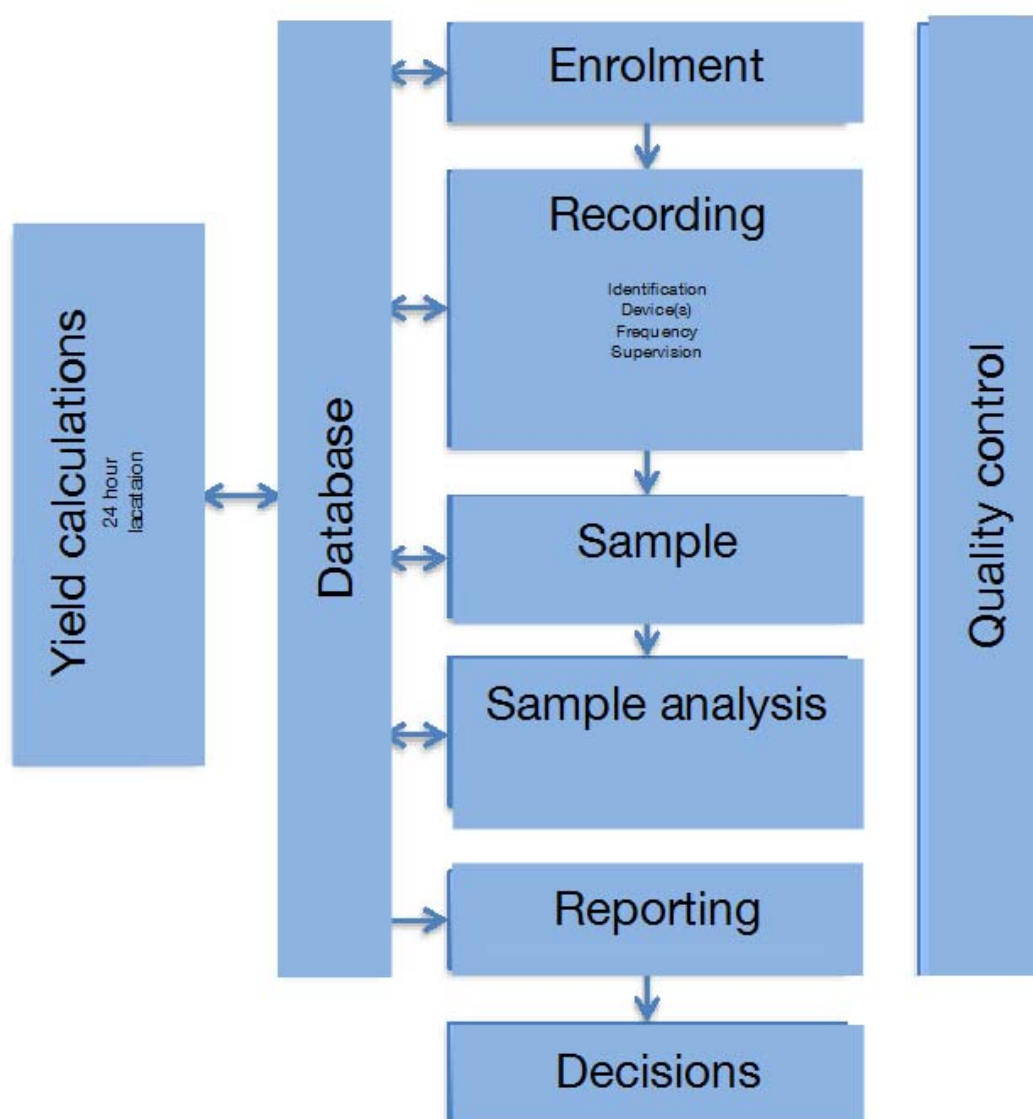 Enrolment
Recording
Identification
Device(s)
Frequency
Supervision
Yield calculations
24 hour
lacataion
Database
Sample
Sample analysis
Reporting
Decisions
Quality control